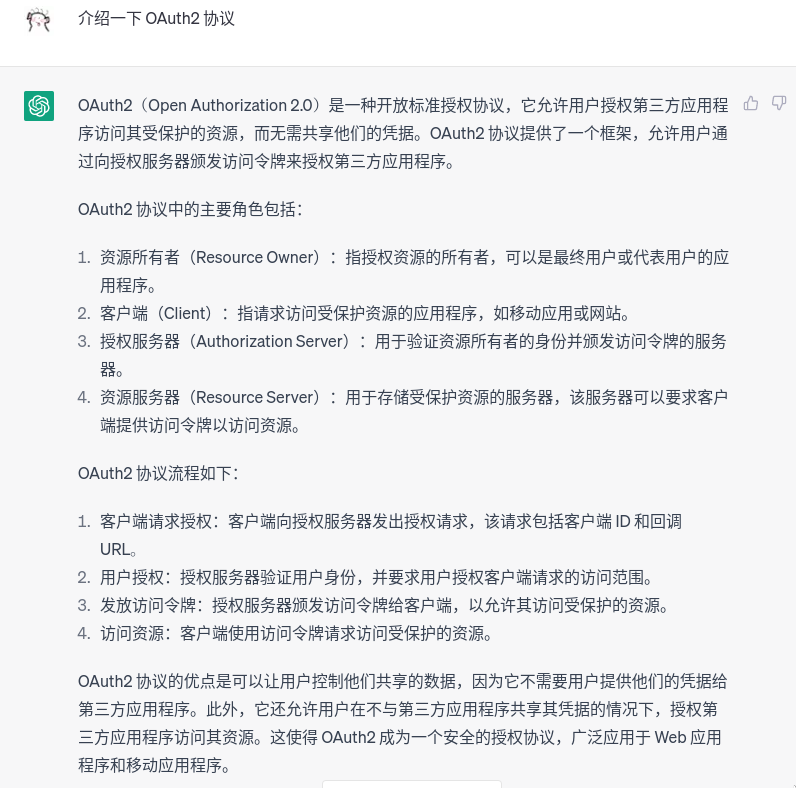 介绍一下 OAuth2 协议
OAuth2（Open Authorization 2.0）是一种开放标准授权协议，它允许用户授权第三方应用程
序访问其受保护的资源，而无需共享他们的凭据。OAuth2 协议提供了一个框架，允许用户通
过向授权服务器颁发访问令牌来授权第三方应用程序。
OAuth2 协议中的主要角色包括：
1. 资源所有者（Resource Owner）：指授权资源的所有者，可以是最终用户或代表用户的应
用程序。
2. 客户端（Client）：指请求访问受保护资源的应用程序，如移动应用或网站。
3. 授权服务器（Authorization Server）：用于验证资源所有者的身份并颁发访问令牌的服务
器。
4. 资源服务器（Resource Server）：用于存储受保护资源的服务器，该服务器可以要求客户
端提供访问令牌以访问资源。
OAuth2 协议流程如下：
1. 客户端请求授权：客户端向授权服务器发出授权请求，该请求包括客户端 ID 和回调
URL。
2. 用户授权：授权服务器验证用户身份，并要求用户授权客户端请求的访问范围。
3. 发放访问令牌：授权服务器颁发访问令牌给客户端，以允许其访问受保护的资源。
4. 访问资源：客户端使用访问令牌请求访问受保护的资源。
OAuth2 协议的优点是可以让用户控制他们共享的数据，因为它不需要用户提供他们的凭据给
第三方应用程序。此外，它还允许用户在不与第三方应用程序共享其凭据的情况下，授权第
三方应用程序访问其资源。这使得 OAuth2 成为一个安全的授权协议，广泛应用于 Web 应用
程序和移动应用程序。